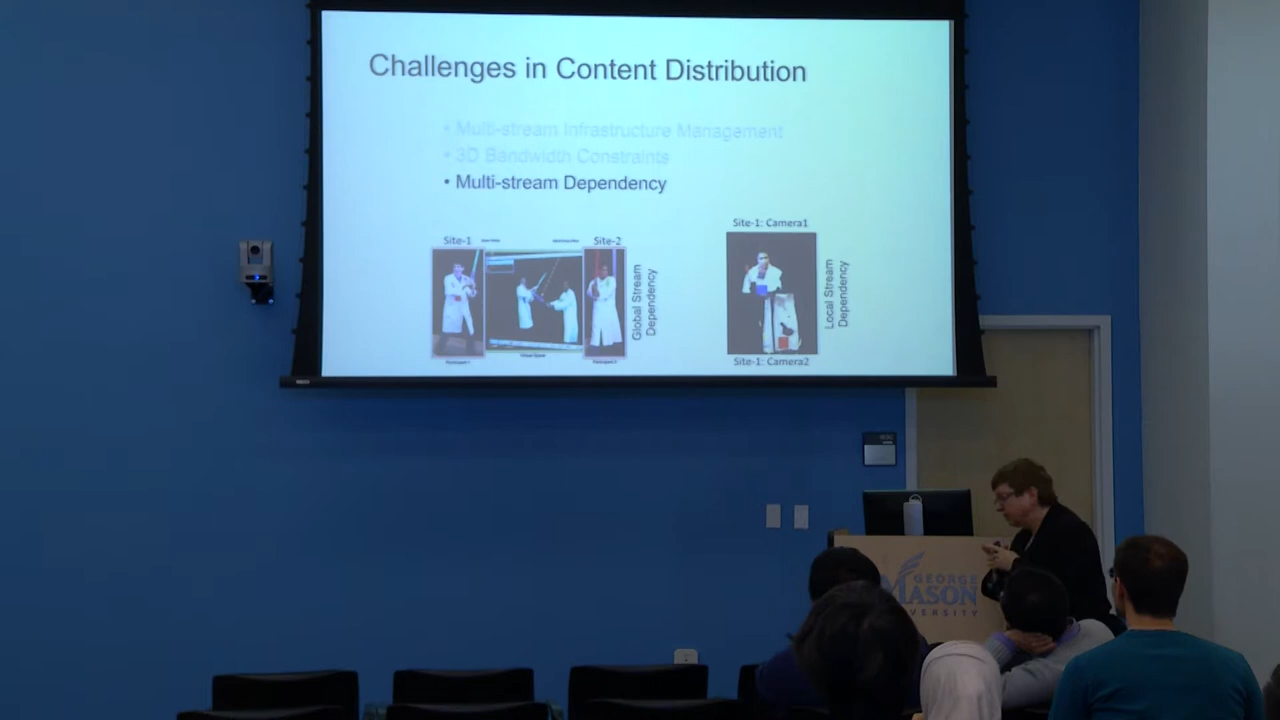 Challenges in Content Distribution
• Multi-stream Infrastructure Management
• 3D Bandwidth Constraints
• Multi-stream Dependency
Site-1
Site-2
Global Stream
Dependency
Site-1: Camera1
Local Stream
Dependency
Site-1: Camera2
GEORGE
MASON
VERSITY